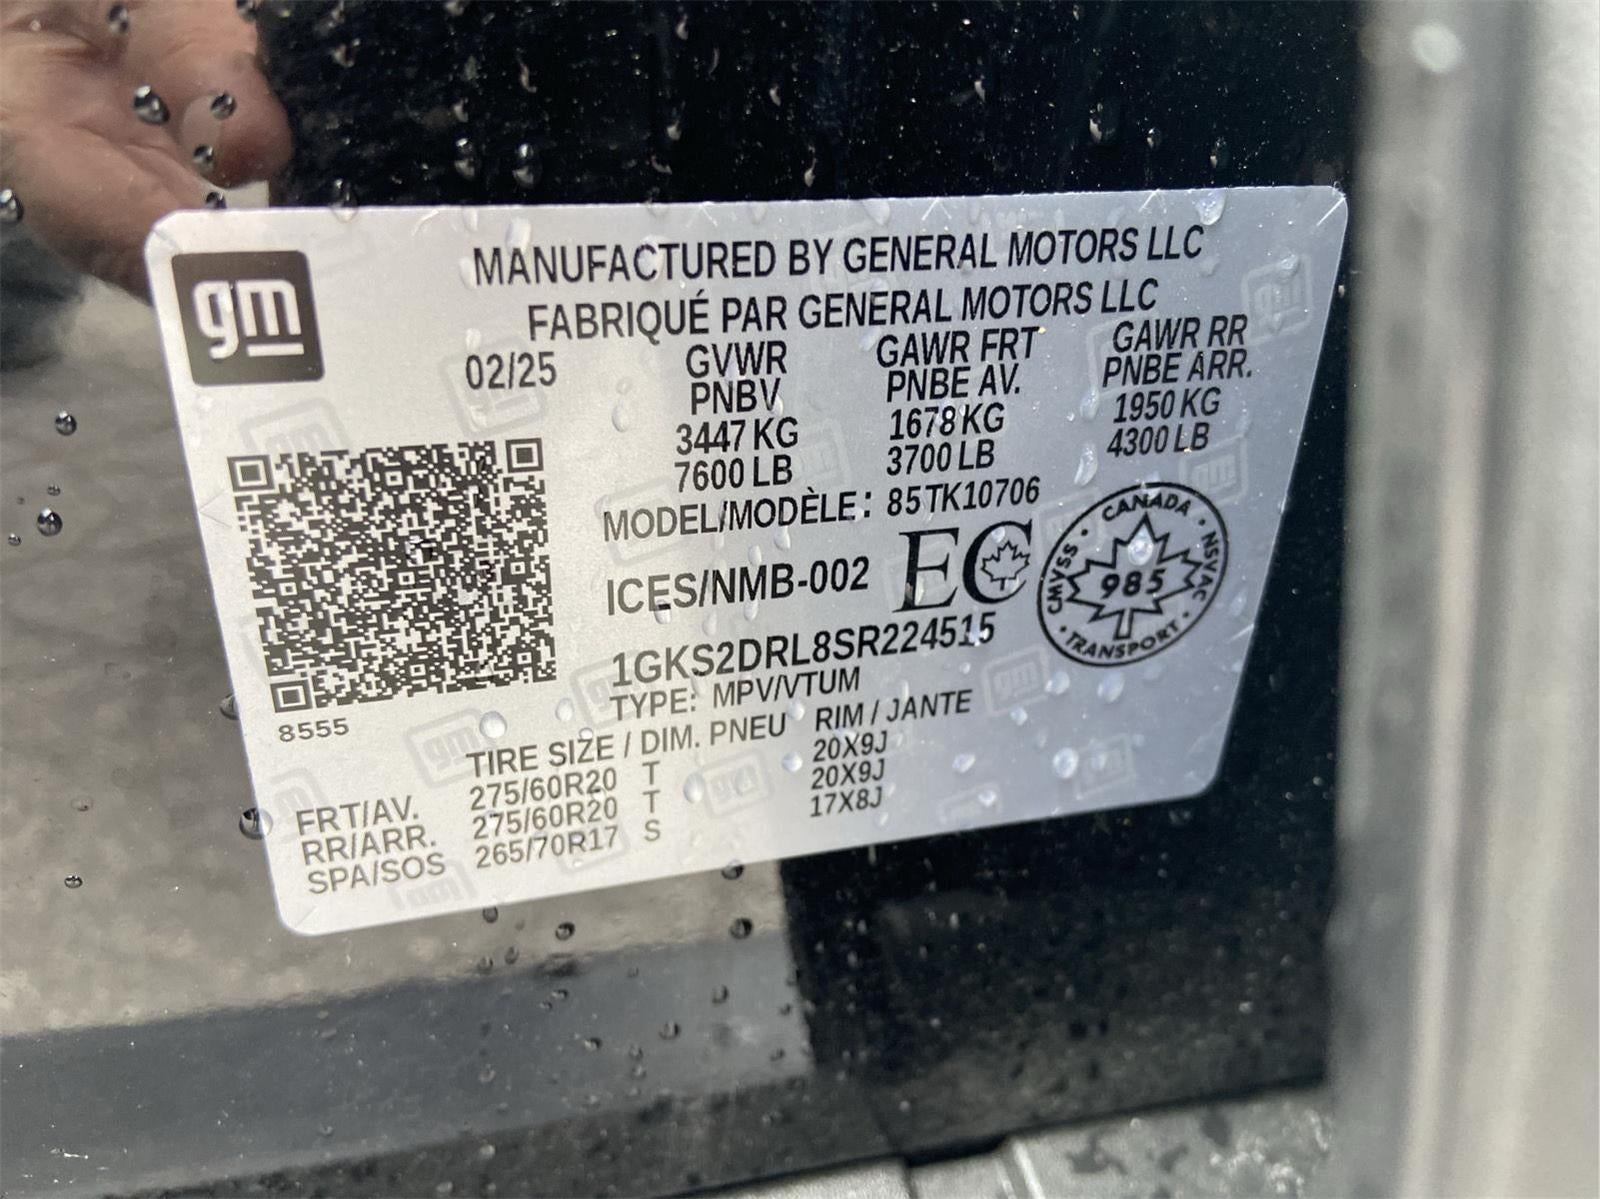 gm
MANUFACTURED BY GENERAL MOTORS LLC
FABRIQUÉ PAR GENERAL MOTORS LLC
02/25 GVWR GAWR FRT GAWR RR
PNBV PNBE AV. PNBE ARR.
3447 KG 1678 KG 1950 KG
7600 LB 3700 LB 4300 LB
MODEL/MODÈLE: 85 TK10706
ICES/NMB-002 EC
CANADA · NSVAC · TRANSPORT · CMVSS ·
985
1GKS2DRL8SR224515
TYPE: MPV/VTUM
8555
TIRE SIZE / DIM. PNEU RIM / JANTE
FRT/AV. 275/60R20 T 20X9J
RR/ARR. 275/60R20 T 20X9J
SPA/SOS 265/70R17 S 17X8J